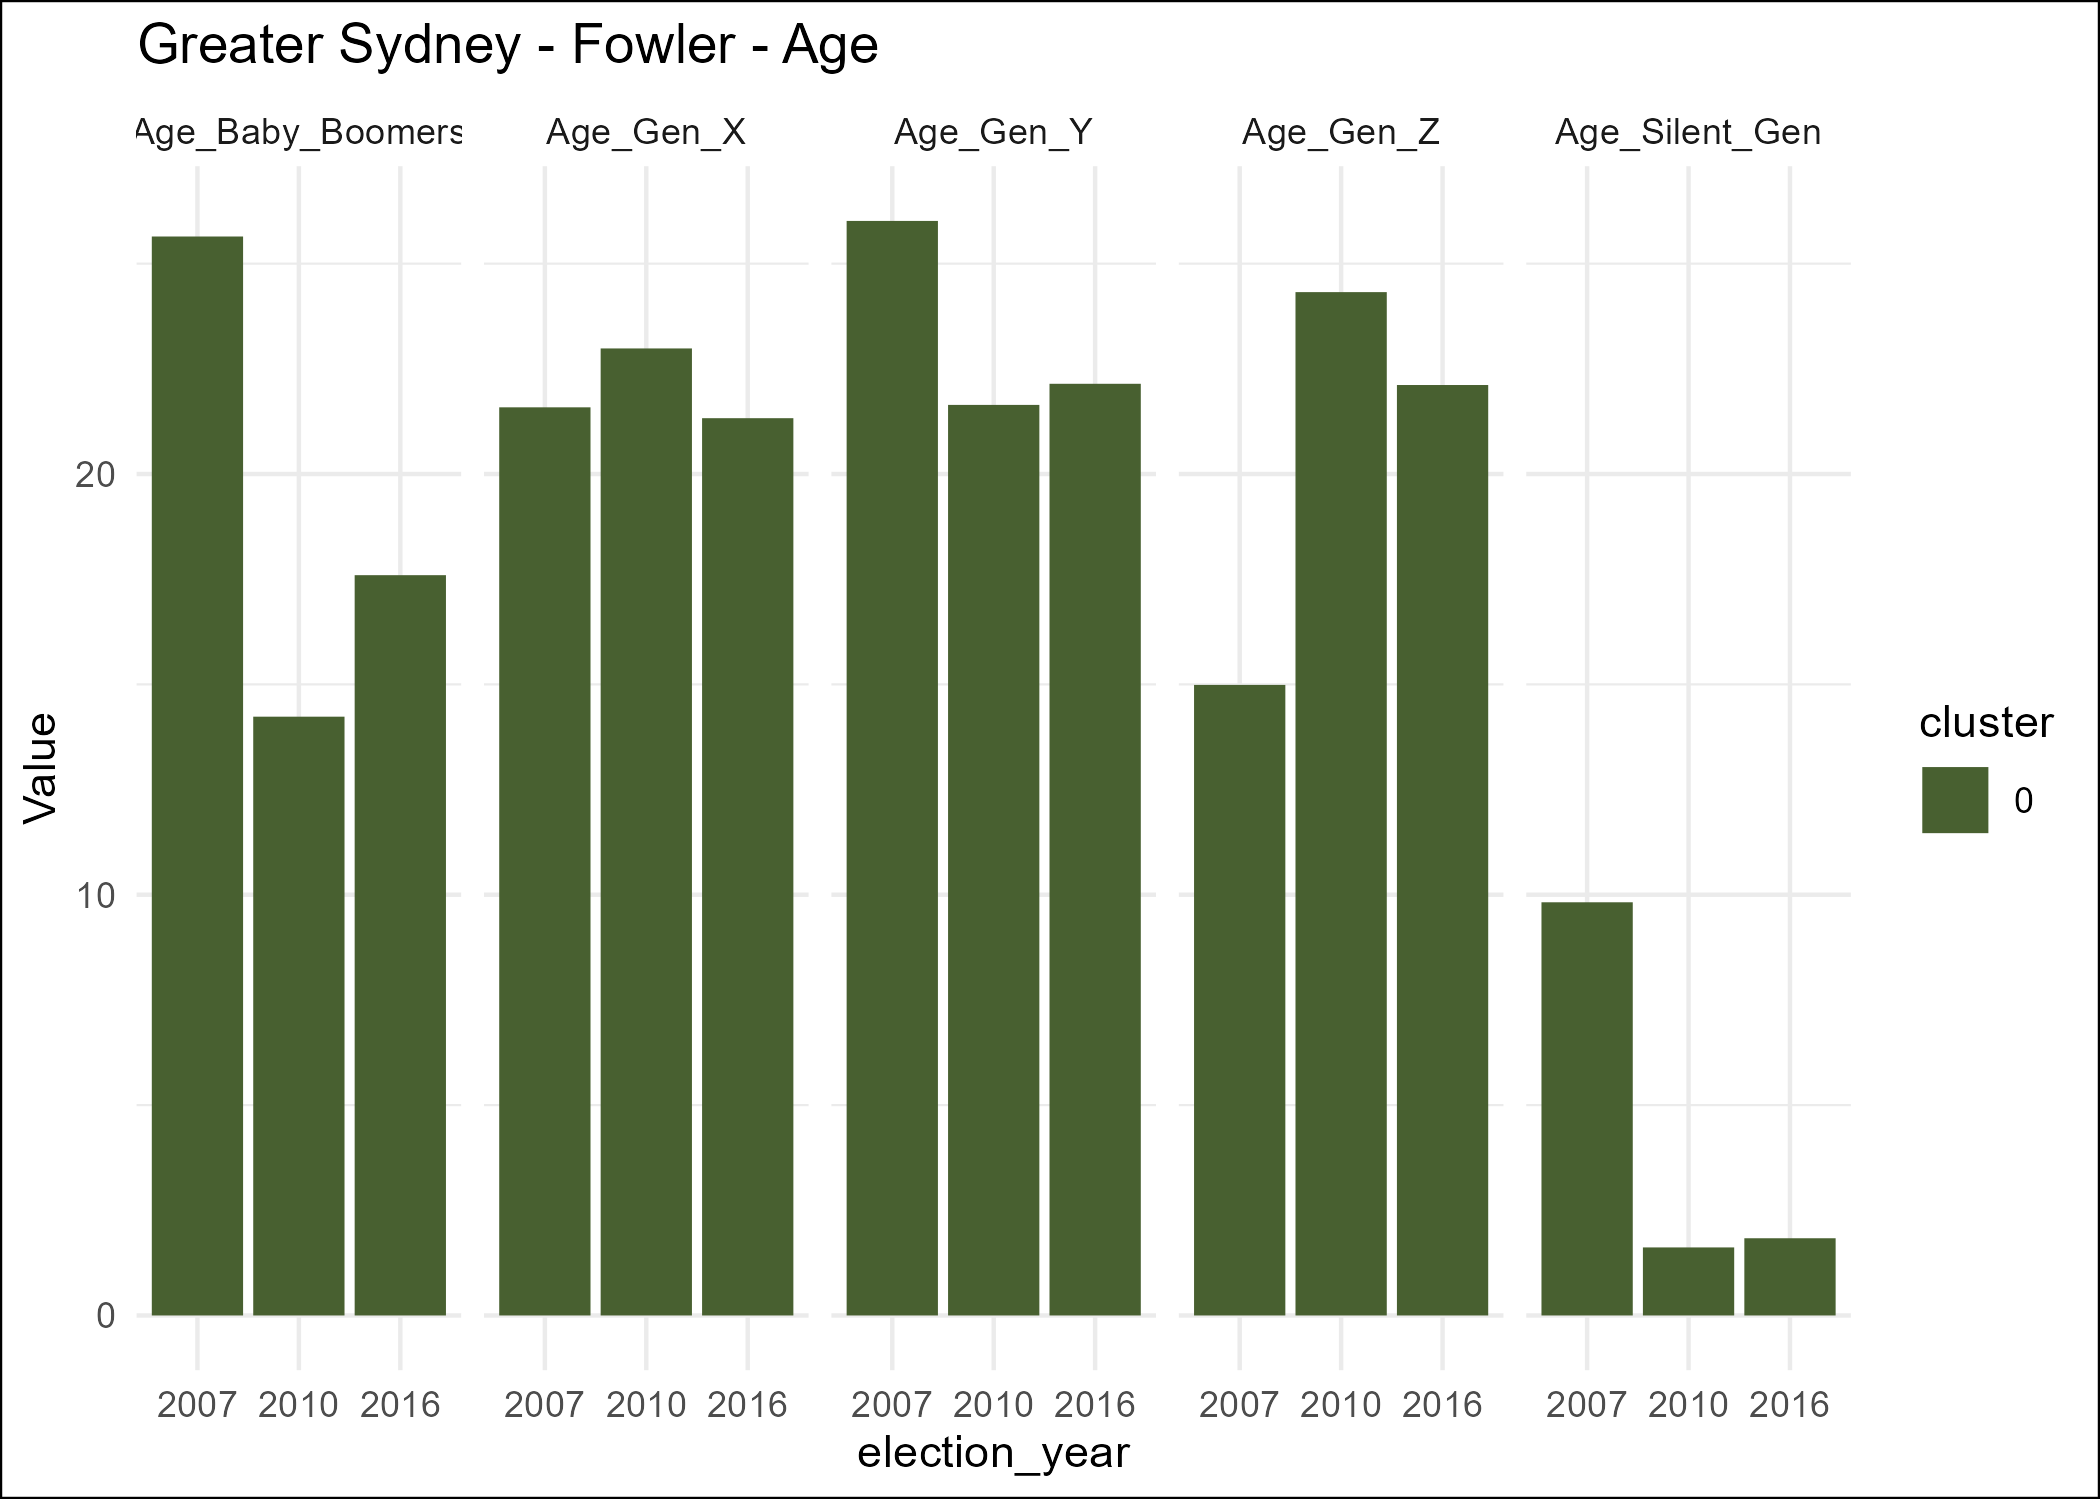 Greater Sydney - Fowler - Age
Age_Baby_Boomers Age_Gen_X Age_Gen_Y Age_Gen_Z Age_Silent_Gen
20
10
0
Value
cluster
0
2007 2010 2016 2007 2010 2016 2007 2010 2016 2007 2010 2016 2007 2010 2016
election_year